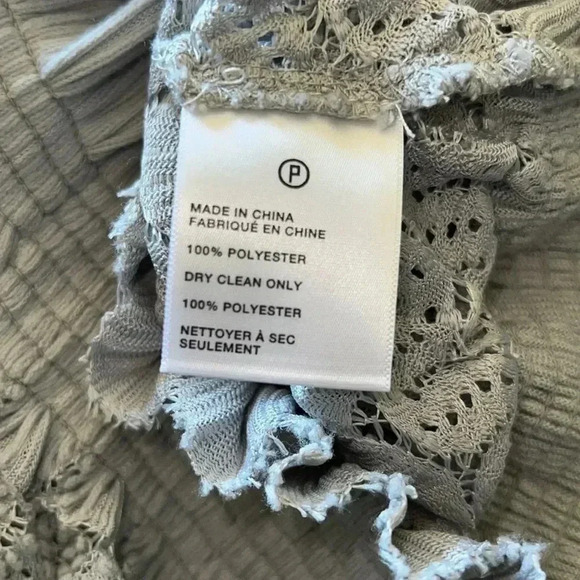 P
MADE IN CHINA
FABRIQUÉ EN CHINE
100% POLYESTER
DRY CLEAN ONLY
100% POLYESTER
NETTOYER À SEC
SEULEMENT